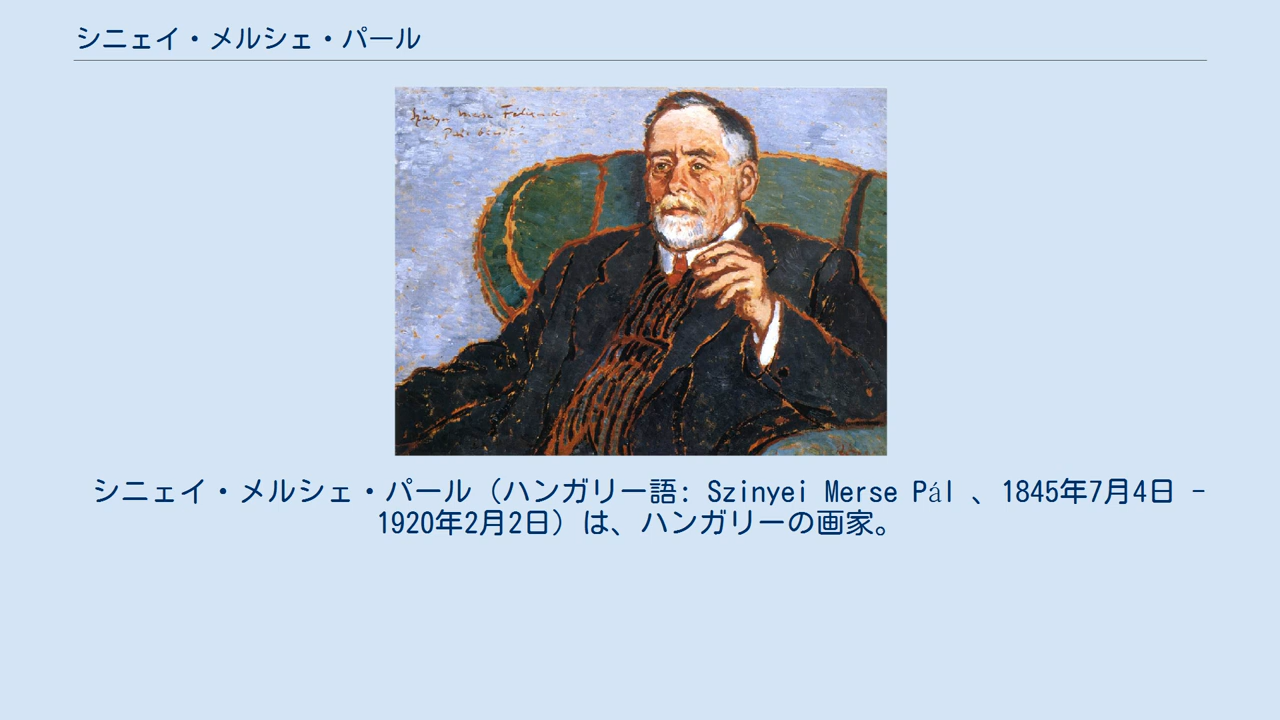 シニェイ・メルシェ・パール
シニェイ・メルシェ・パール（ハンガリー語: Szinyei Merse Pál 、1845年7月4日 -
1920年2月2日）は、ハンガリーの画家。